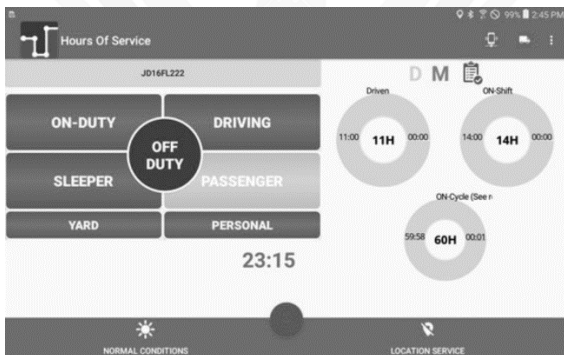 99% 2:45 PM
Hours Of Service
JD16FL222
D M
ON-DUTY
DRIVING
OFF
DUTY
SLEEPER
PASSENGER
YARD
PERSONAL
23:15
Driven
11:00 11H 00:00
ON-Shift
14:00 14H 00:00
ON-Cycle (See r
59:58 60H 00:01
NORMAL CONDITIONS
LOCATION SERVICE